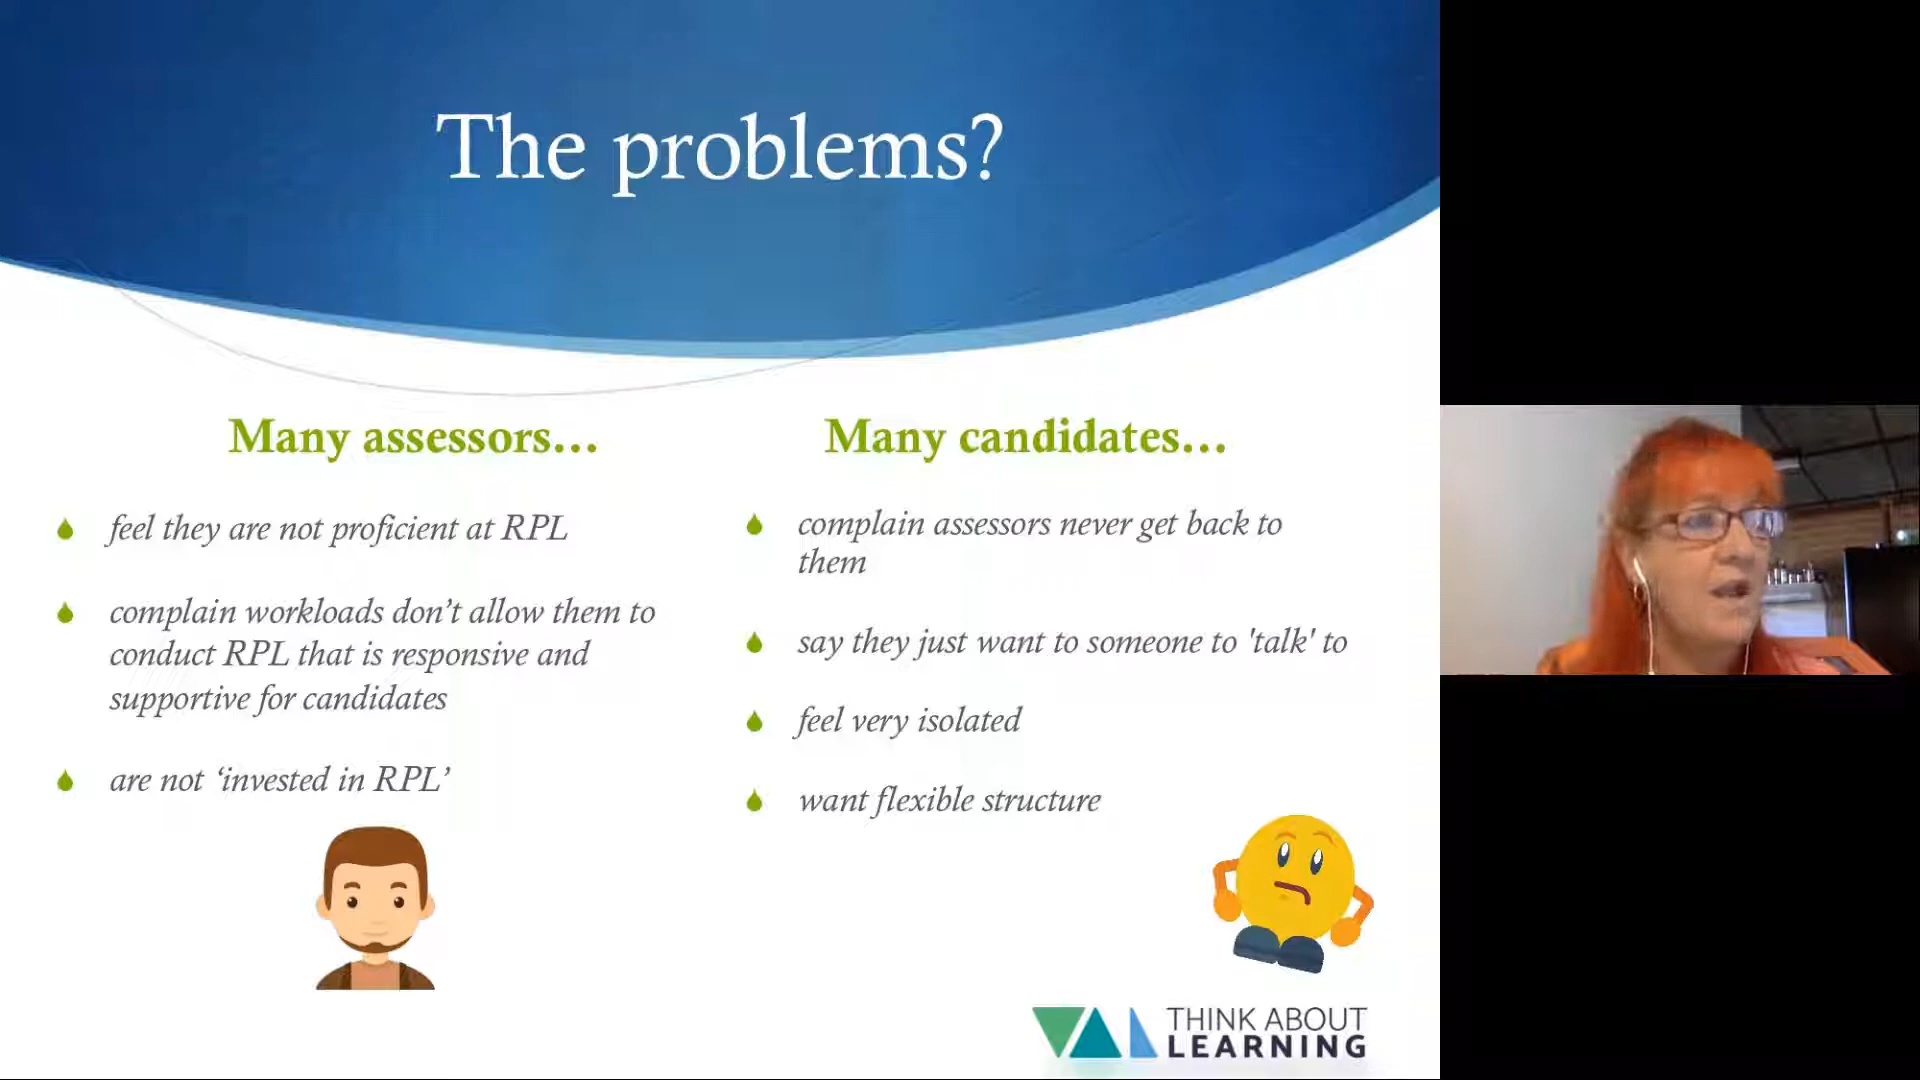 The problems?
Many assessors...
feel they are not proficient at RPL
complain workloads don’t allow them to
conduct RPL that is responsive and
supportive for candidates
are not ‘invested in RPL’
Many candidates...
complain assessors never get back to
them
say they just want to someone to 'talk' to
feel very isolated
want flexible structure
THINK ABOUT
LEARNING